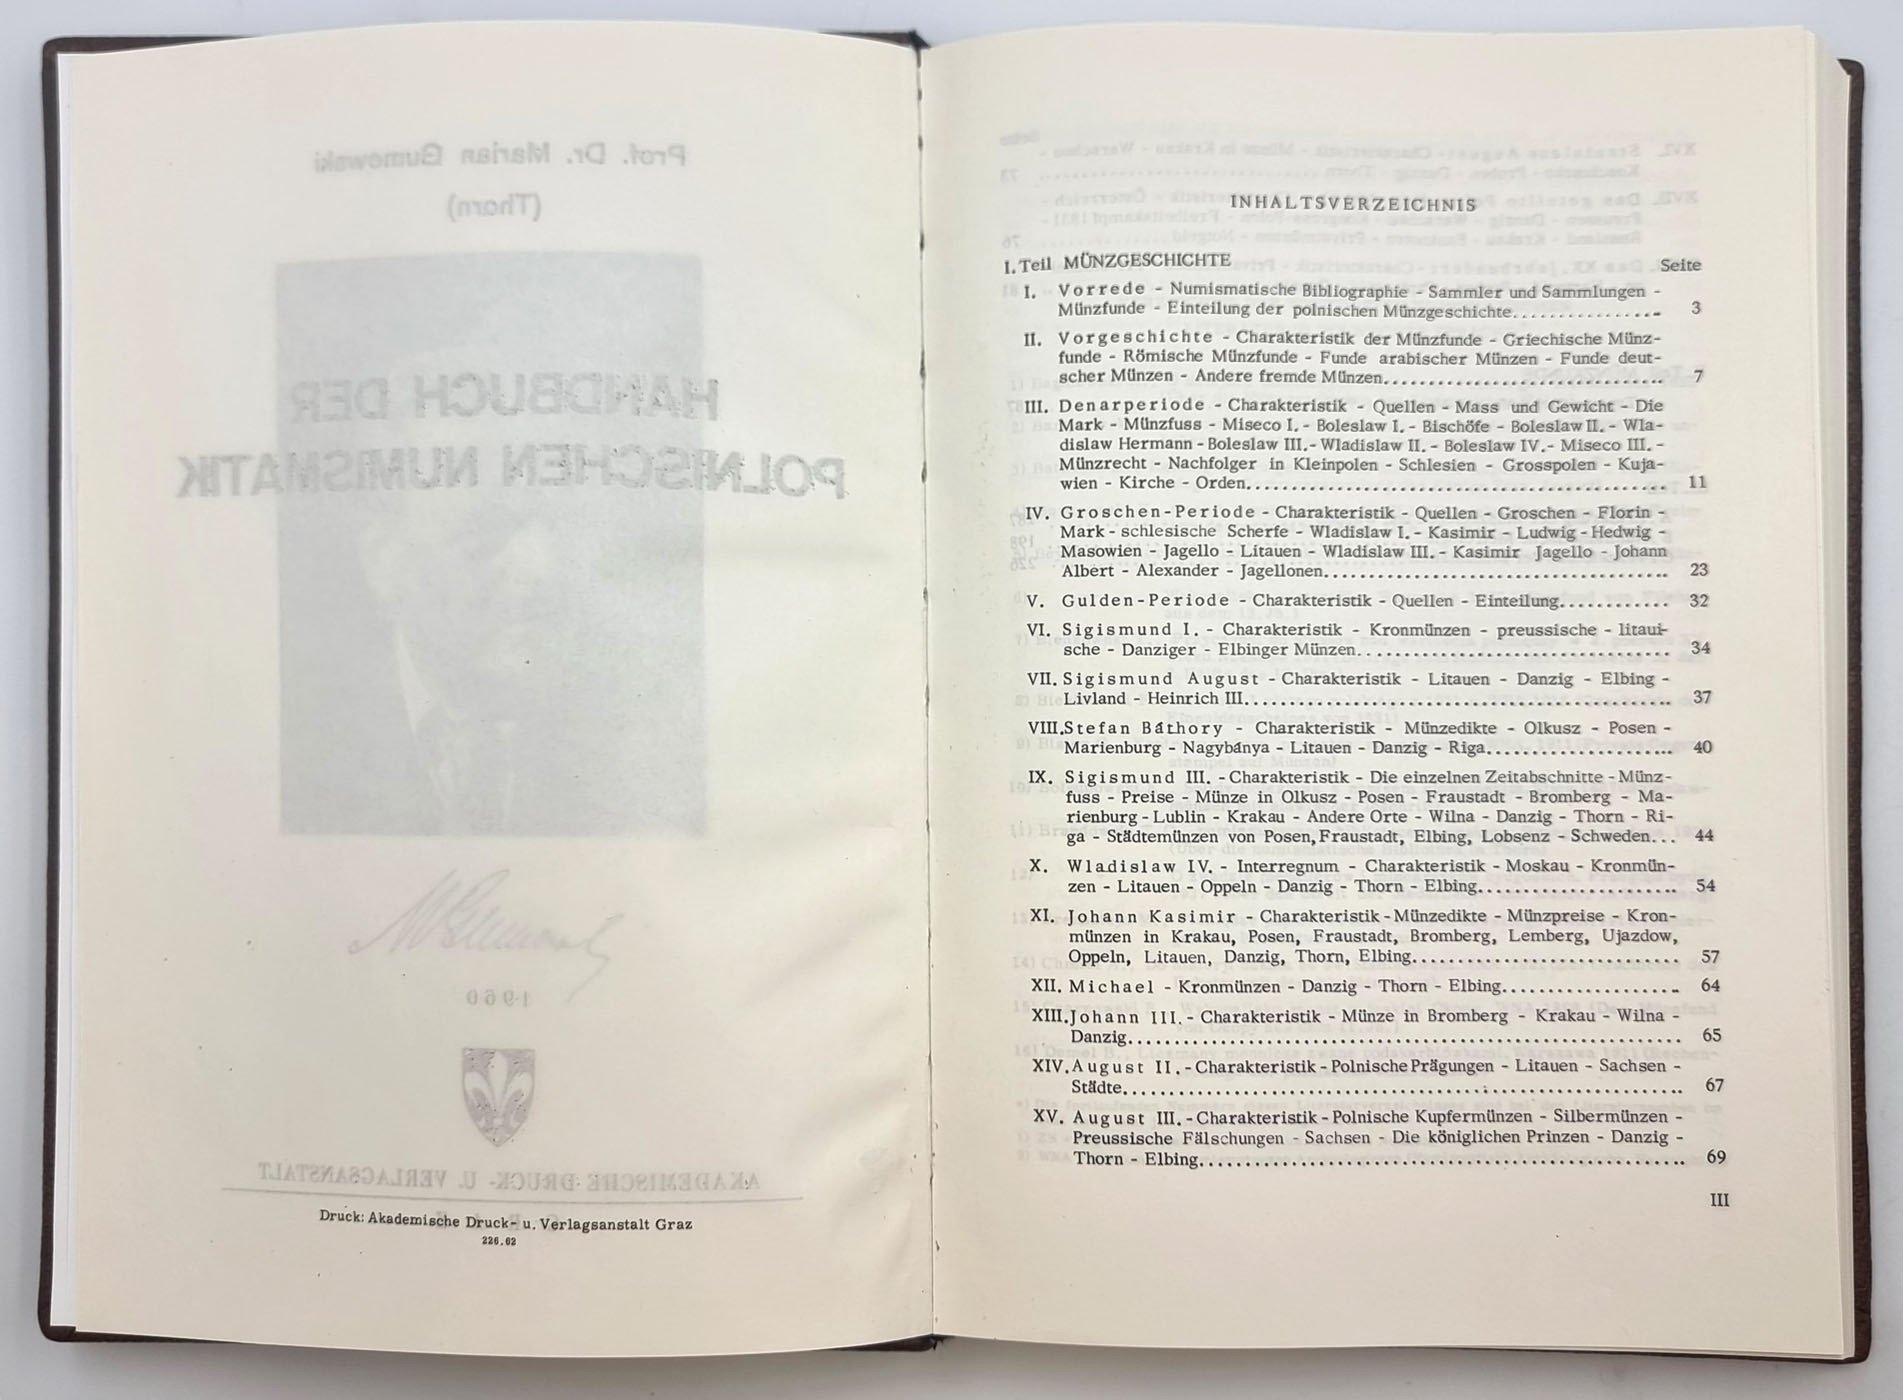 Prof. Dr. Marian Gumowski
(Thorn)
HANDBUCH DER
POLNISCHEN NUMISMATIK
1960
AKADEMISCHE DRUCK- U. VERLAGSANSTALT
Druck: Akademische Druck- u. Verlagsanstalt Graz
226.62
INHALTSVERZEICHNIS
I. Teil MÜNZGESCHICHTE Seite
I. Vorrede - Numismatische Bibliographie - Sammler und Sammlungen -
Münzfunde - Einteilung der polnischen Münzgeschichte................ 3
II. Vorgeschichte - Charakteristik der Münzfunde - Griechische Münz-
funde - Römische Münzfunde - Funde arabischer Münzen - Funde deut-
scher Münzen - Andere fremde Münzen............................... 7
III. Denarperiode - Charakteristik - Quellen - Mass und Gewicht - Die
Mark - Münzfuss - Miseco I. - Boleslaw I. - Bischöfe - Boleslaw II. - Wla-
dislaw Hermann - Boleslaw III. - Wladislaw II. - Boleslaw IV. - Miseco III. -
Münzrecht - Nachfolger in Kleinpolen - Schlesien - Grosspolen - Kuja-
wien - Kirche - Orden............................................. 11
IV. Groschen-Periode - Charakteristik - Quellen - Groschen - Florin -
Mark - schlesische Scherfe - Wladislaw I. - Kasimir - Ludwig - Hedwig -
Masowien - Jagello - Litauen - Wladislaw III. - Kasimir Jagello - Johann
Albert - Alexander - Jagellonen..................................... 23
V. Gulden-Periode - Charakteristik - Quellen - Einteilung............ 32
VI. Sigismund I. - Charakteristik - Kronmünzen - preussische - litaui-
sche - Danziger - Elbinger Münzen.................................. 34
VII. Sigismund August - Charakteristik - Litauen - Danzig - Elbing -
Livland - Heinrich III............................................... 37
VIII. Stefan Báthory - Charakteristik - Münzedikte - Olkusz - Posen -
Marienburg - Nagybánya - Litauen - Danzig - Riga.................... 40
IX. Sigismund III. - Charakteristik - Die einzelnen Zeitabschnitte - Münz-
fuss - Preise - Münze in Olkusz - Posen - Fraustadt - Bromberg - Ma-
rienburg - Lublin - Krakau - Andere Orte - Wilna - Danzig - Thorn - Ri-
ga - Städtemünzen von Posen, Fraustadt, Elbing, Lobsenz - Schweden... 44
X. Wladislaw IV. - Interregnum - Charakteristik - Moskau - Kronmün-
zen - Litauen - Oppeln - Danzig - Thorn - Elbing..................... 54
XI. Johann Kasimir - Charakteristik - Münzedikte - Münzpreise - Kron-
münzen in Krakau, Posen, Fraustadt, Bromberg, Lemberg, Ujazdow,
Oppeln, Litauen, Danzig, Thorn, Elbing............................. 57
XII. Michael - Kronmünzen - Danzig - Thorn - Elbing................... 64
XIII. Johann III. - Charakteristik - Münze in Bromberg - Krakau - Wilna -
Danzig............................................................. 65
XIV. August II. - Charakteristik - Polnische Prägungen - Litauen - Sachsen -
Städte.............................................................. 67
XV. August III. - Charakteristik - Polnische Kupfermünzen - Silbermünzen -
Preussische Fälschungen - Sachsen - Die königlichen Prinzen - Danzig -
Thorn - Elbing...................................................... 69
III